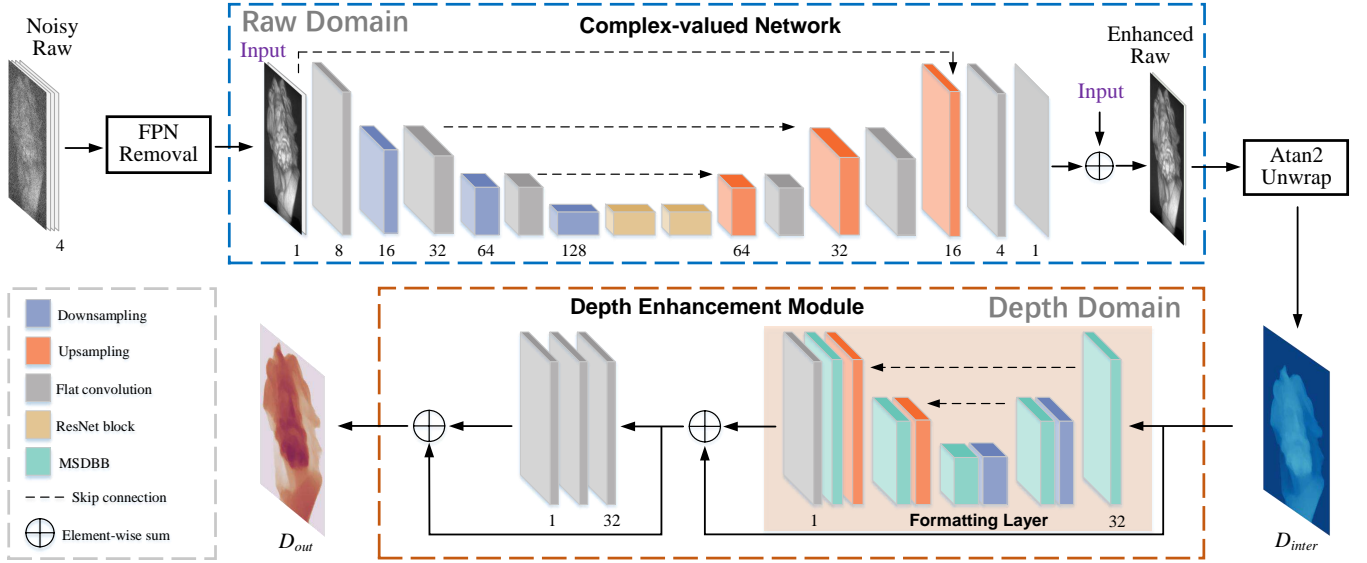 Noisy
Raw
4
FPN
Removal
Raw Domain
Complex-valued Network
Input
1
8
16
32
64
128
64
32
16
4
1
Input
Enhanced
Raw
Atan2
Unwrap
Downsampling
Upsampling
Flat convolution
ResNet block
MSDBB
Skip connection
Element-wise sum
D_out
Depth Enhancement Module
Depth Domain
1
32
1
Formatting Layer
32
D_inter